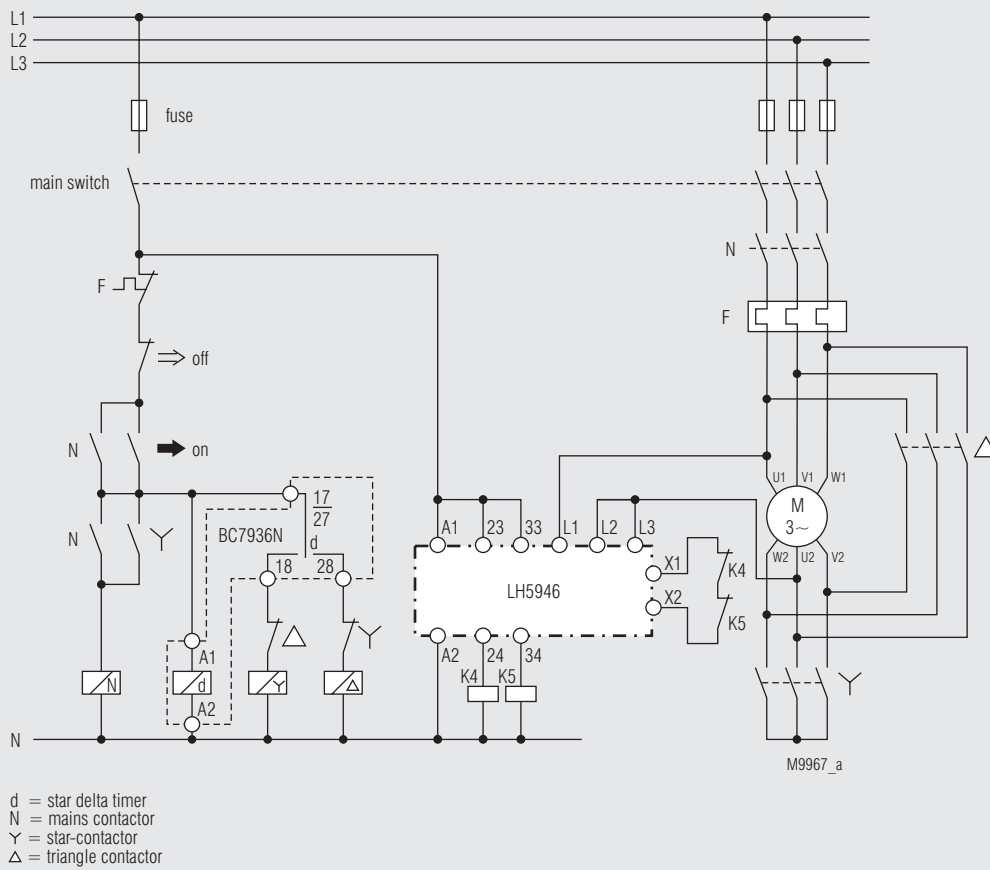 L1
L2
L3
fuse
main switch
N
F
F
off
N
on
U1 V1 W1
17
27
BC7936N
M
3~
d
A1 23 33 L1 L2 L3
N
W2 U2 V2
18 28
X1
K4
LH5946
X2
K5
A1
A2 24 34
K4 K5
N
d
A2
N
M9967_a
d = star delta timer
N = mains contactor
Y = star-contactor
△ = triangle contactor